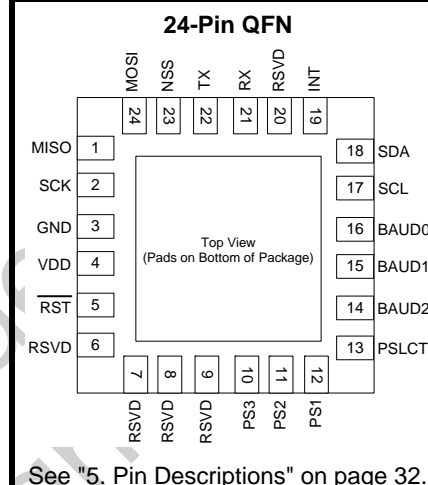 24-Pin QFN
MOSI NSS TX RX RSVD INT
24 23 22 21 20 19
MISO 1 18 SDA
SCK 2 17 SCL
GND 3 16 BAUD0
VDD 4 15 BAUD1
RST 5 14 BAUD2
RSVD 6 13 PSLCT
Top View
(Pads on Bottom of Package)
7 8 9 10 11 12
RSVD RSVD RSVD PS3 PS2 PS1
See "5. Pin Descriptions" on page 32.